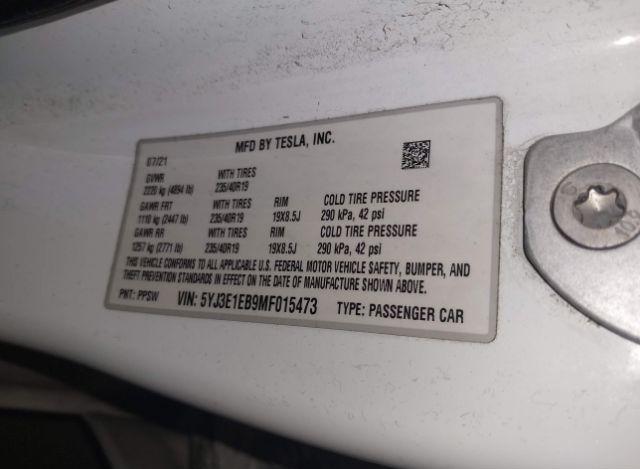 MFD BY TESLA, INC.
07/21
GVWR WITH TIRES
2220 kg (4894 lb) 235/40R19
GAWR FRT WITH TIRES RIM COLD TIRE PRESSURE
1110 kg (2447 lb) 235/40R19 19X8.5J 290 kPa, 42 psi
GAWR RR WITH TIRES RIM COLD TIRE PRESSURE
1257 kg (2771 lb) 235/40R19 19X8.5J 290 kPa, 42 psi
THIS VEHICLE CONFORMS TO ALL APPLICABLE U.S. FEDERAL MOTOR VEHICLE SAFETY, BUMPER, AND
THEFT PREVENTION STANDARDS IN EFFECT ON THE DATE OF MANUFACTURE SHOWN ABOVE.
PNT: PPSW VIN: 5YJ3E1EB9MF015473 TYPE: PASSENGER CAR